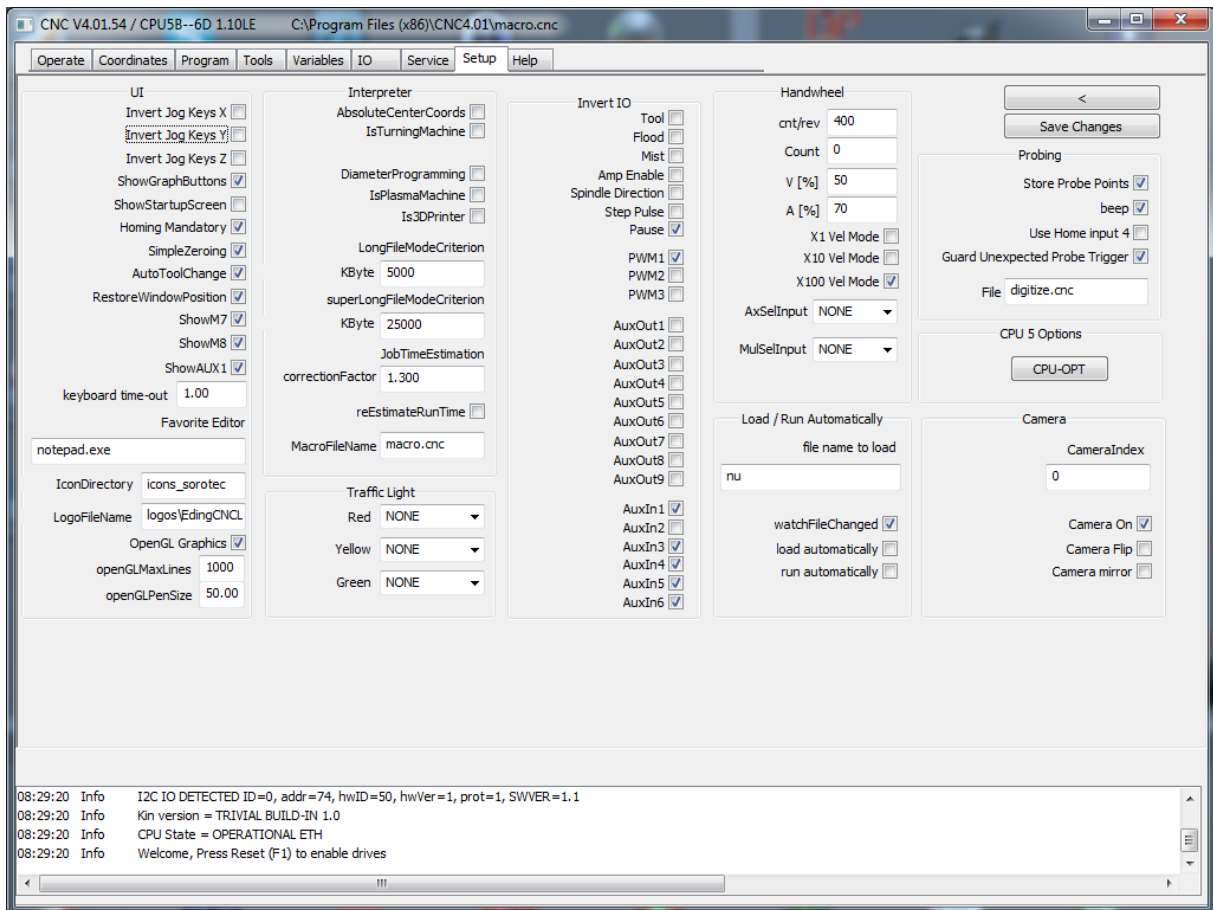 CNC V4.01.54 / CPU5B--6D 1.10LE C:\Program Files (x86)\CNC4.01\macro.cnc
Operate Coordinates Program Tools Variables IO Service Setup Help
UI
Invert Jog Keys X
Invert Jog Keys Y
Invert Jog Keys Z
ShowGraphButtons
ShowStartupScreen
Homing Mandatory
SimpleZeroing
AutoToolChange
RestoreWindowPosition
ShowM7
ShowM8
ShowAUX1
keyboard time-out 1.00
Favorite Editor
notepad.exe
IconDirectory icons_sorotec
LogoFileName logos\EdingCNCL
OpenGL Graphics
openGLMaxLines 1000
openGLPenSize 50.00
Interpreter
AbsoluteCenterCoords
IsTurningMachine
DiameterProgramming
IsPlasmaMachine
Is3DPrinter
LongFileModeCriterion
KByte 5000
superLongFileModeCriterion
KByte 25000
JobTimeEstimation
correctionFactor 1.300
reEstimateRunTime
MacroFileName macro.cnc
Traffic Light
Red NONE
Yellow NONE
Green NONE
Invert IO
Tool
Flood
Mist
Amp Enable
Spindle Direction
Step Pulse
Pause
PWM1
PWM2
PWM3
AuxOut1
AuxOut2
AuxOut3
AuxOut4
AuxOut5
AuxOut6
AuxOut7
AuxOut8
AuxOut9
AuxIn1
AuxIn2
AuxIn3
AuxIn4
AuxIn5
AuxIn6
Handwheel
cnt/rev 400
Count 0
V [%] 50
A [%] 70
X1 Vel Mode
X10 Vel Mode
X100 Vel Mode
AxSelInput NONE
MulSelInput NONE
Load / Run Automatically
file name to load
nu
watchFileChanged
load automatically
run automatically
<
Save Changes
Probing
Store Probe Points
beep
Use Home input 4
Guard Unexpected Probe Trigger
File digitize.cnc
CPU 5 Options
CPU-OPT
Camera
CameraIndex
0
Camera On
Camera Flip
Camera mirror
08:29:20 Info I2C IO DETECTED ID=0, addr=74, hwID=50, hwVer=1, prot=1, SWVER=1.1
08:29:20 Info Kin version = TRIVIAL BUILD-IN 1.0
08:29:20 Info CPU State = OPERATIONAL ETH
08:29:20 Info Welcome, Press Reset (F1) to enable drives